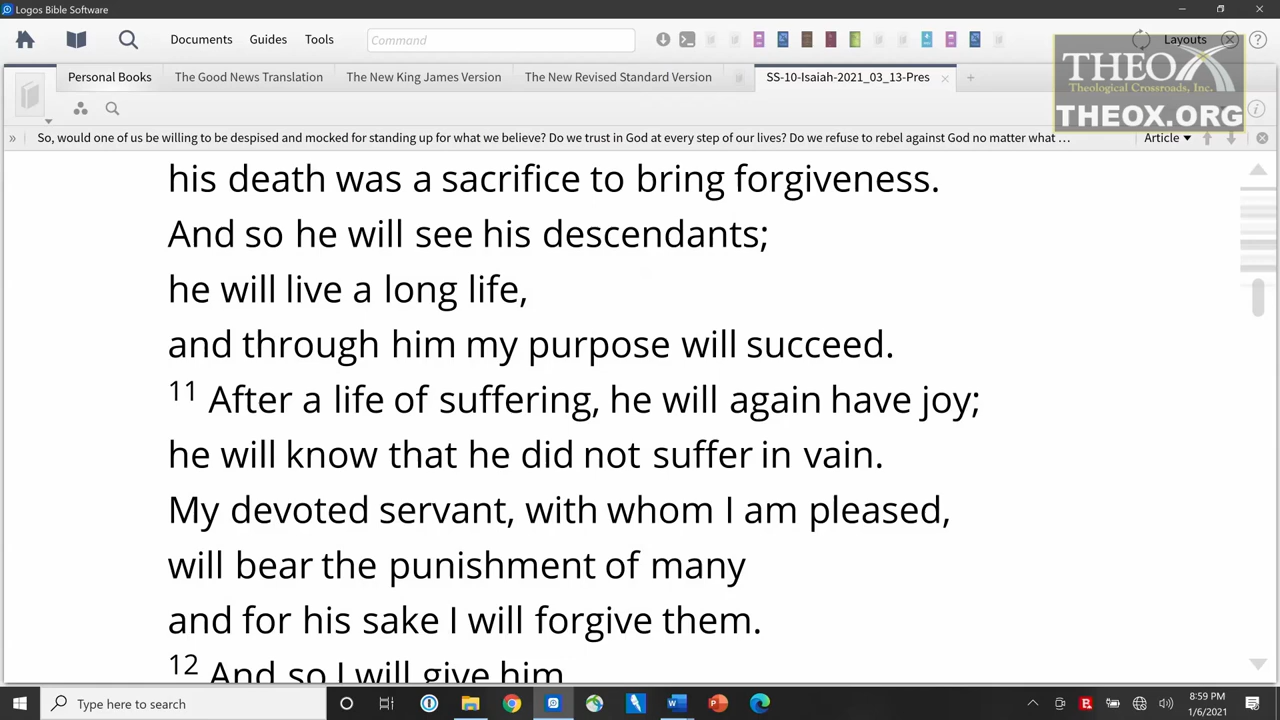 Logos Bible Software
Documents Guides Tools Command Layouts
THEOX
Theological Crossroads, Inc.
THEOX.ORG
Personal Books The Good News Translation The New King James Version The New Revised Standard Version SS-10-Isaiah-2021_03_13-Pres
So, would one of us be willing to be despised and mocked for standing up for what we believe? Do we trust in God at every step of our lives? Do we refuse to rebel against God no matter what ... Article
his death was a sacrifice to bring forgiveness.
And so he will see his descendants;
he will live a long life,
and through him my purpose will succeed.
11 After a life of suffering, he will again have joy;
he will know that he did not suffer in vain.
My devoted servant, with whom I am pleased,
will bear the punishment of many
and for his sake I will forgive them.
12 And so I will give him
Type here to search
8:59 PM
1/6/2021